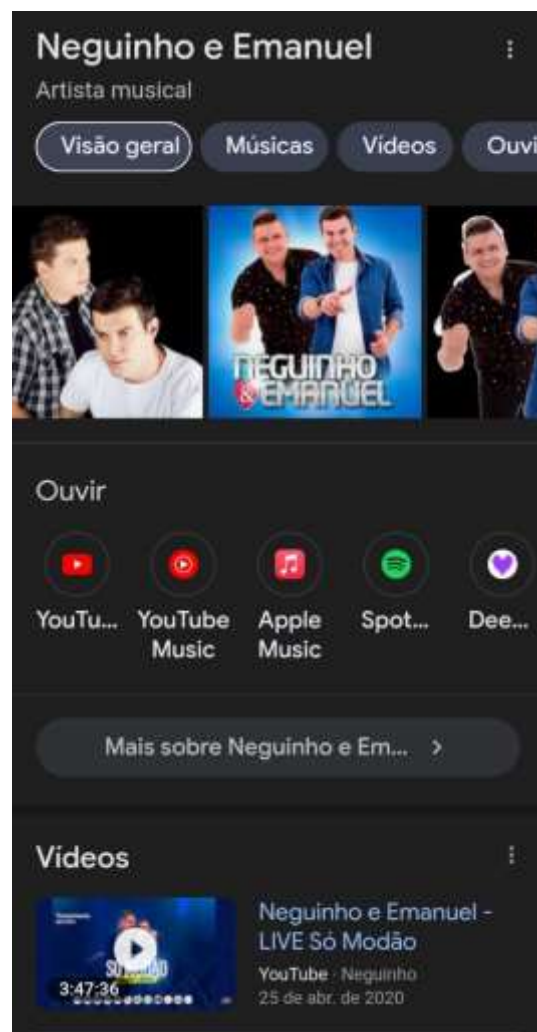 Neguinho e Emanuel
Artista musical
Visão geral
Músicas
Vídeos
Ouvi
NEGUINHO
& EMANUEL
Ouvir
YouTu...
YouTube
Music
Apple
Music
Spot...
Dee...
Mais sobre Neguinho e Em...
Vídeos
Neguinho e Emanuel -
LIVE Só Modão
YouTube · Neguinho
25 de abr. de 2020
SÓ MODÃO
3:47:36